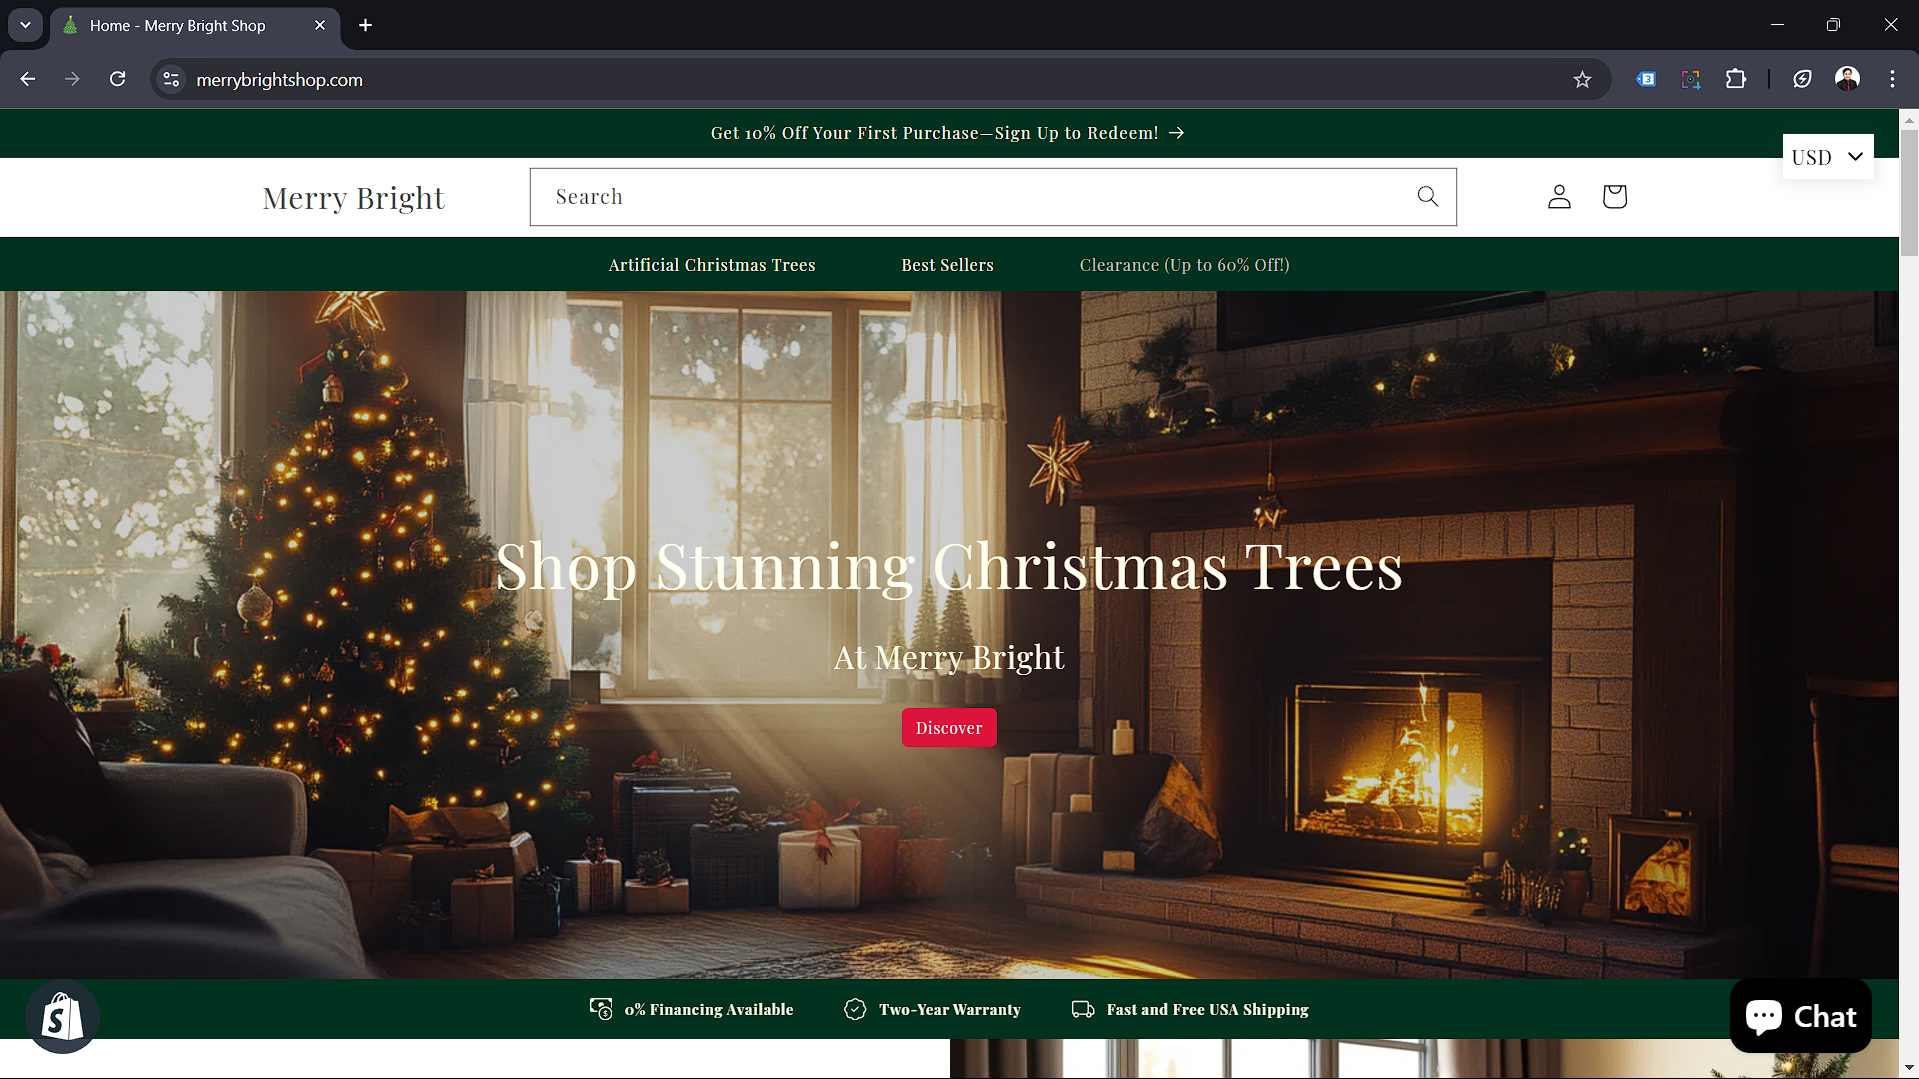 Home - Merry Bright Shop
merrybrightshop.com
3
Get 10% Off Your First Purchase—Sign Up to Redeem! →
USD
Merry Bright
Search
Artificial Christmas Trees
Best Sellers
Clearance (Up to 60% Off!)
Shop Stunning Christmas Trees
At Merry Bright
Discover
0% Financing Available
Two-Year Warranty
Fast and Free USA Shipping
S
Chat